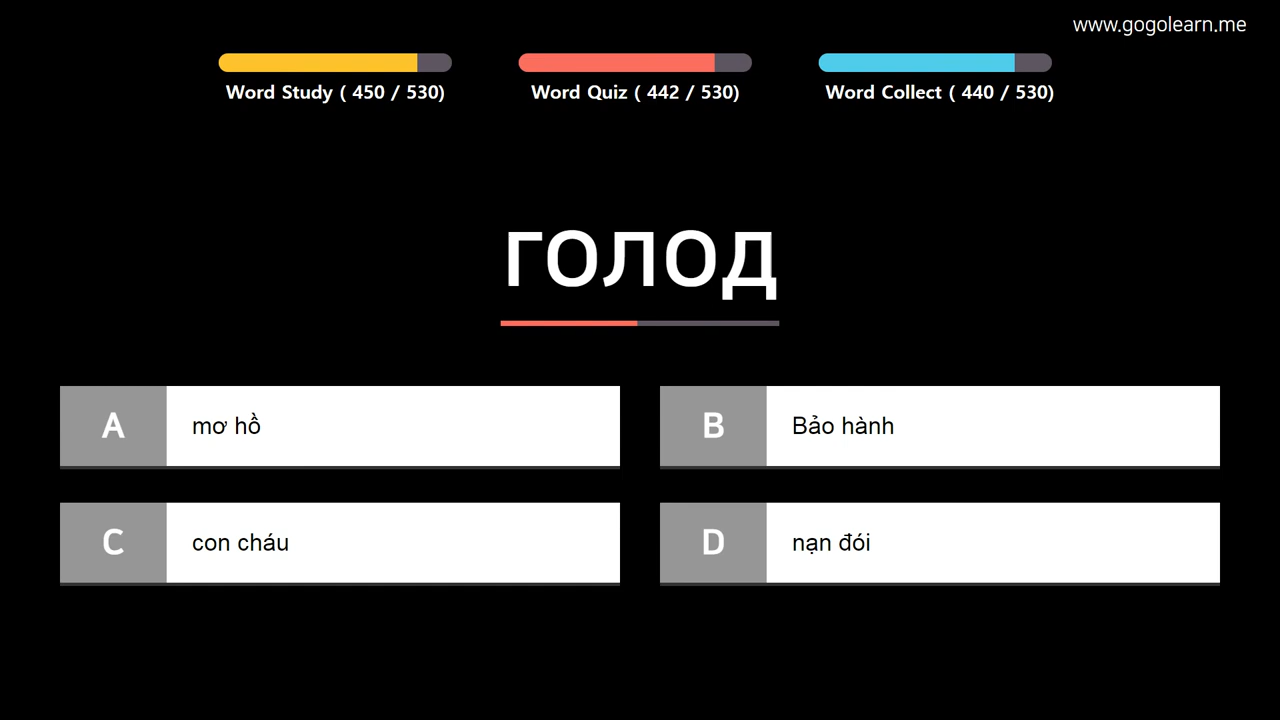 www.gogolearn.me
Word Study ( 450 / 530)
Word Quiz ( 442 / 530)
Word Collect ( 440 / 530)
голод
A mơ hồ
B Bảo hành
C con cháu
D nạn đói